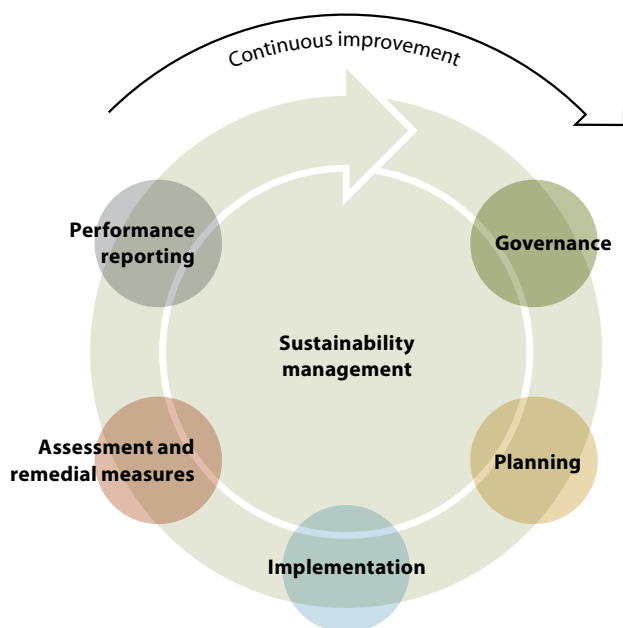 Continuous improvement
Performance
reporting
Governance
Sustainability
management
Assessment and
remedial measures
Planning
Implementation